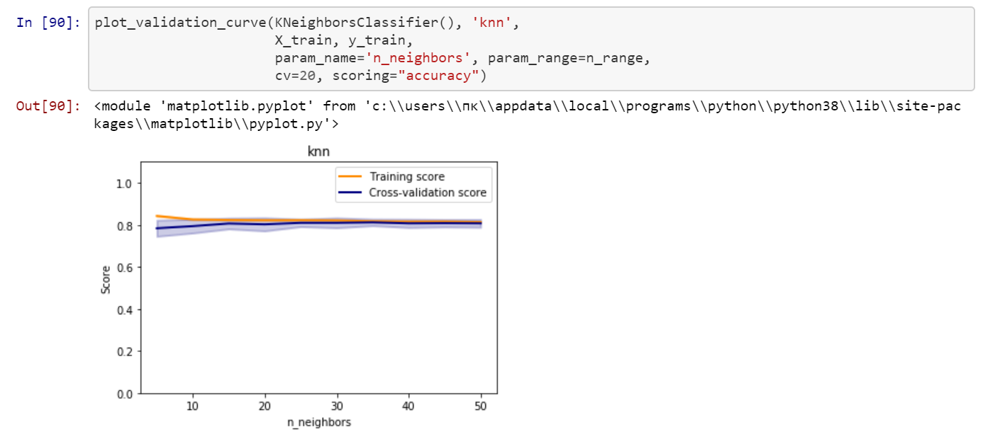 In [90]: plot_validation_curve(KNeighborsClassifier(), 'knn',
X_train, y_train,
param_name='n_neighbors', param_range=n_range,
cv=20, scoring="accuracy")
Out[90]: <module 'matplotlib.pyplot' from 'c:\\users\\пк\\appdata\\local\\programs\\python\\python38\\lib\\site-pac
kages\\matplotlib\\pyplot.py'>
knn
Training score
Cross-validation score
1.0
0.8
0.6
0.4
0.2
0.0
Score
10 20 30 40 50
n_neighbors